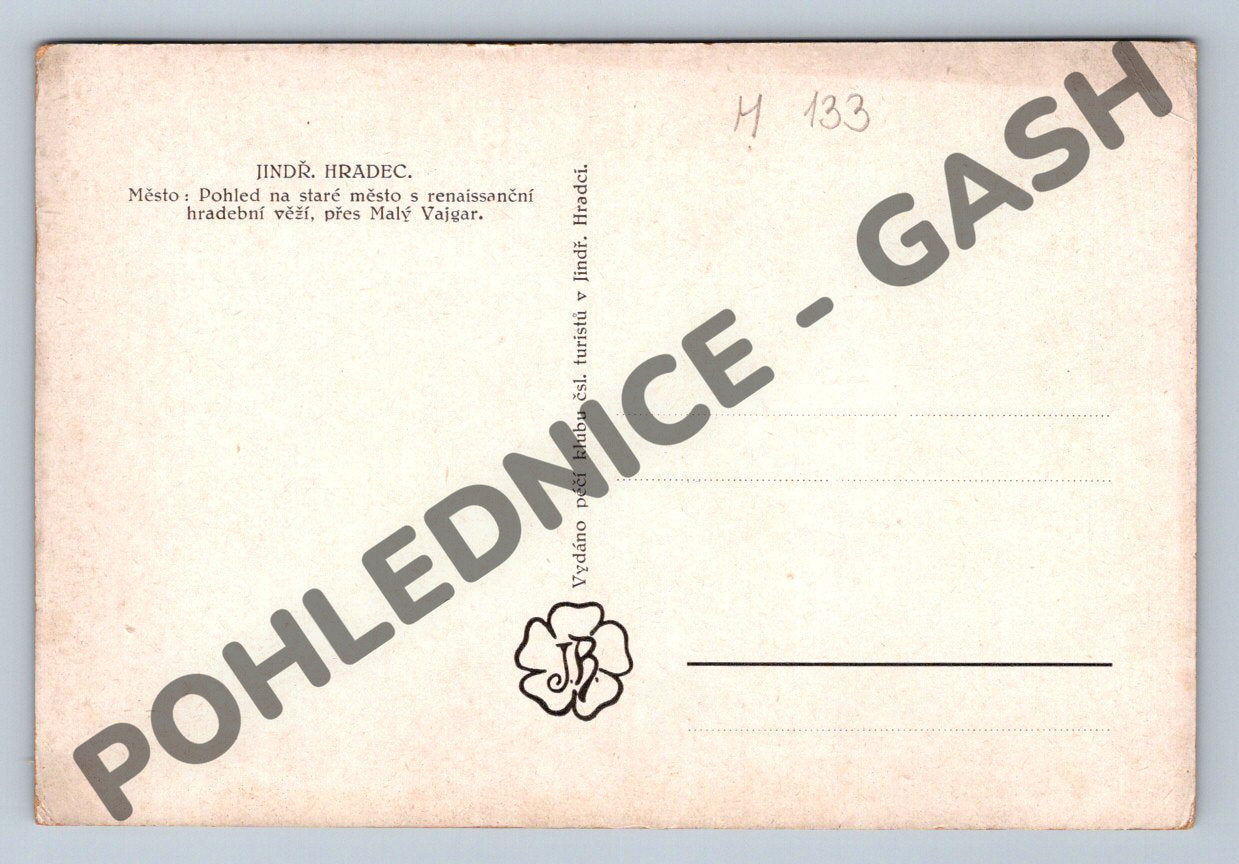 H 133
JINDŘ. HRADEC.
Město: Pohled na staré město s renaissanční
hradební věží, přes Malý Vajgar.
Vydáno péčí klubu čsl. turistů v Jindř. Hradci.
POHLEDNICE - GASH